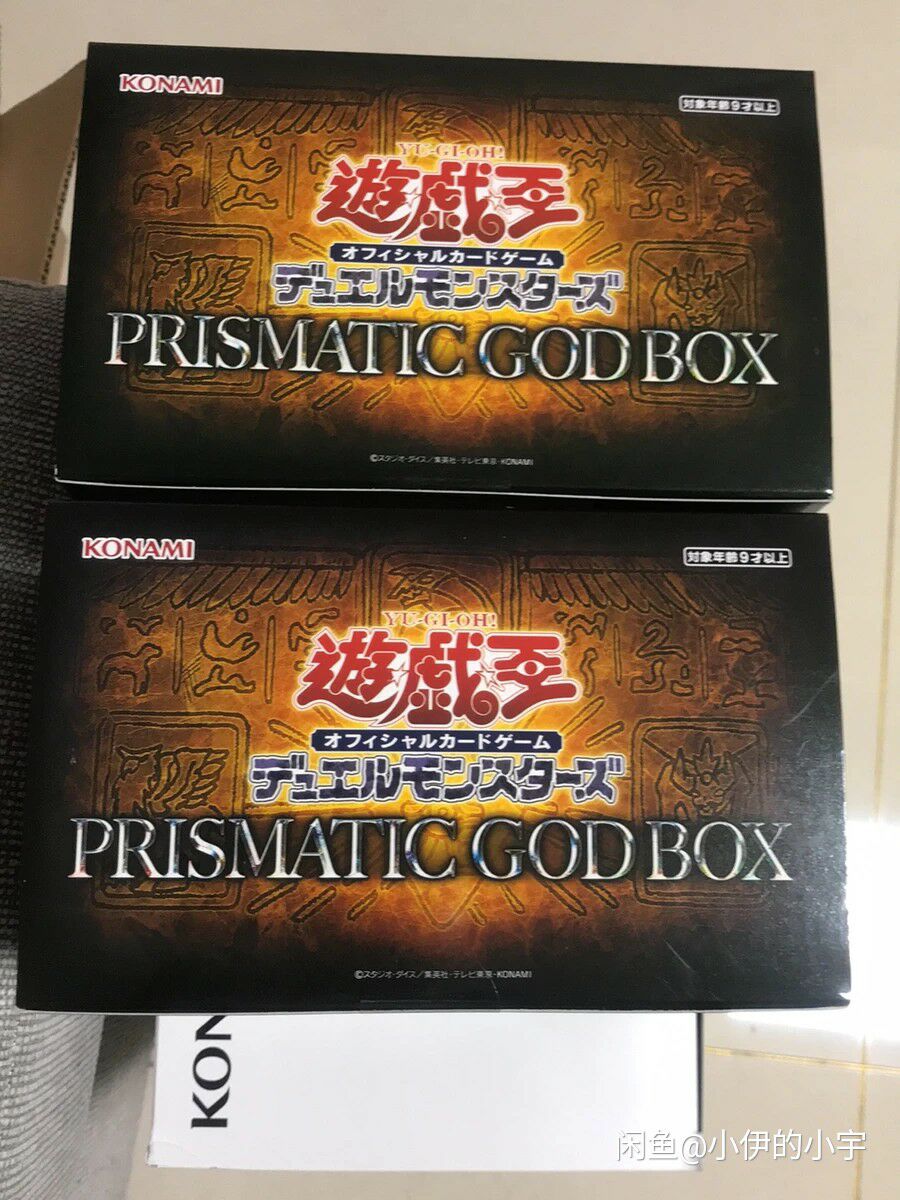 KONAMI
対象年齢9才以上
YU-GI-OH!
遊戯王
オフィシャルカードゲーム
デュエルモンスターズ
PRISMATIC GOD BOX
©スタジオ・ダイス/集英社・テレビ東京・KONAMI
KONAMI
対象年齢9才以上
YU-GI-OH!
遊戯王
オフィシャルカードゲーム
デュエルモンスターズ
PRISMATIC GOD BOX
©スタジオ・ダイス/集英社・テレビ東京・KONAMI
KON
闲鱼@小伊的小宇